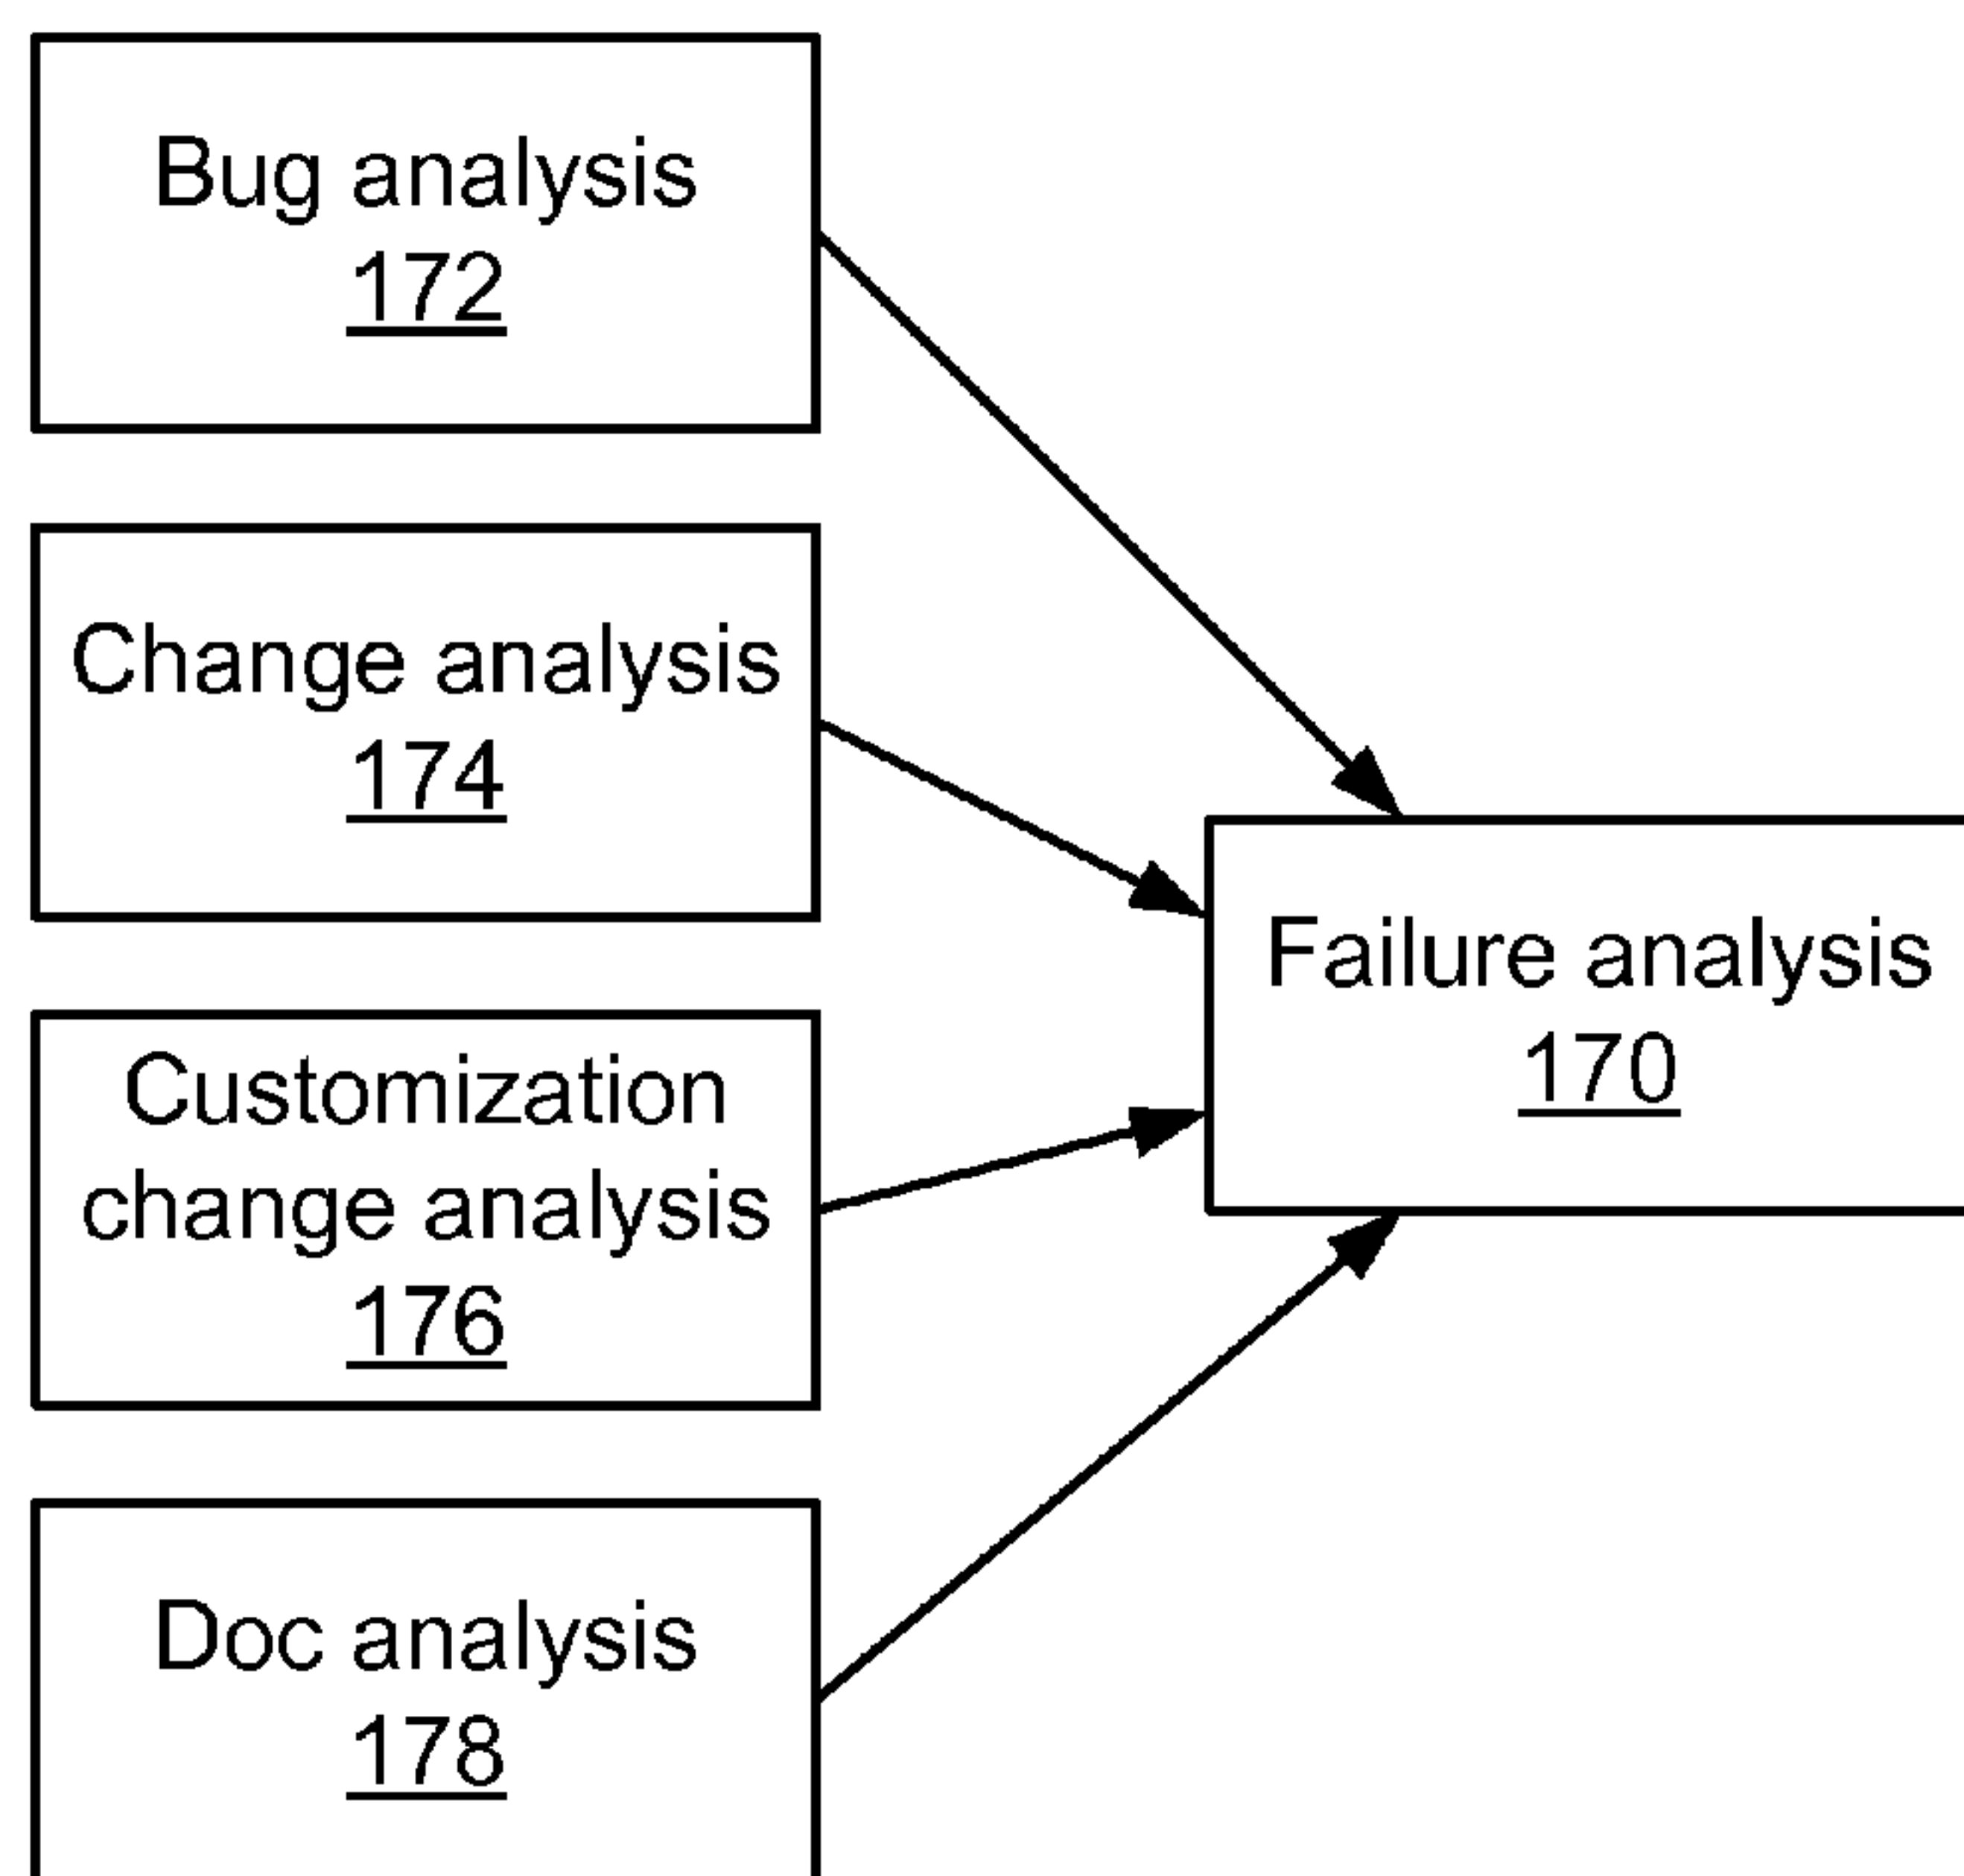 Bug analysis
172
Change analysis
174
Customization
change analysis
176
Doc analysis
178
Failure analysis
170